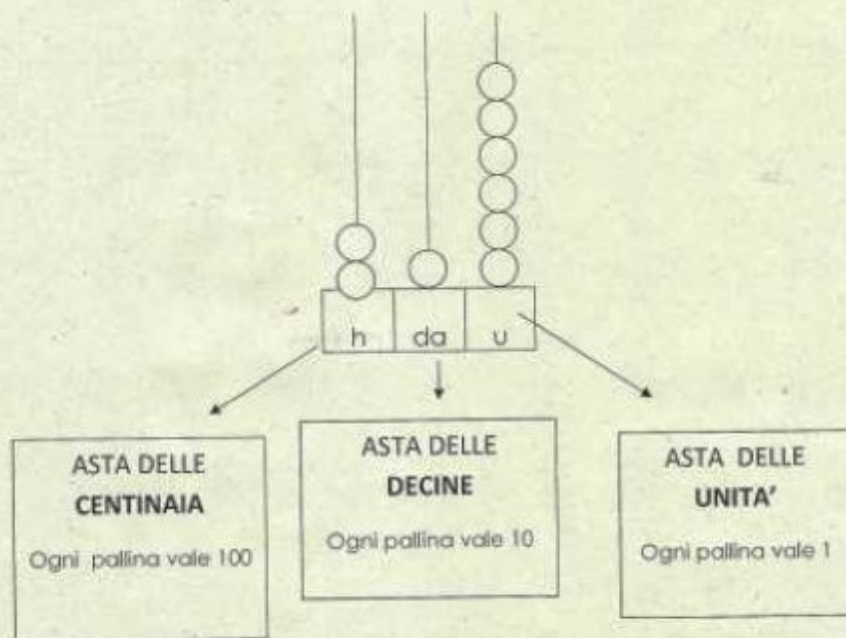 h da u
ASTA DELLE
CENTINAIA
Ogni pallina vale 100
ASTA DELLE
DECINE
Ogni pallina vale 10
ASTA DELLE
UNITA'
Ogni pallina vale 1